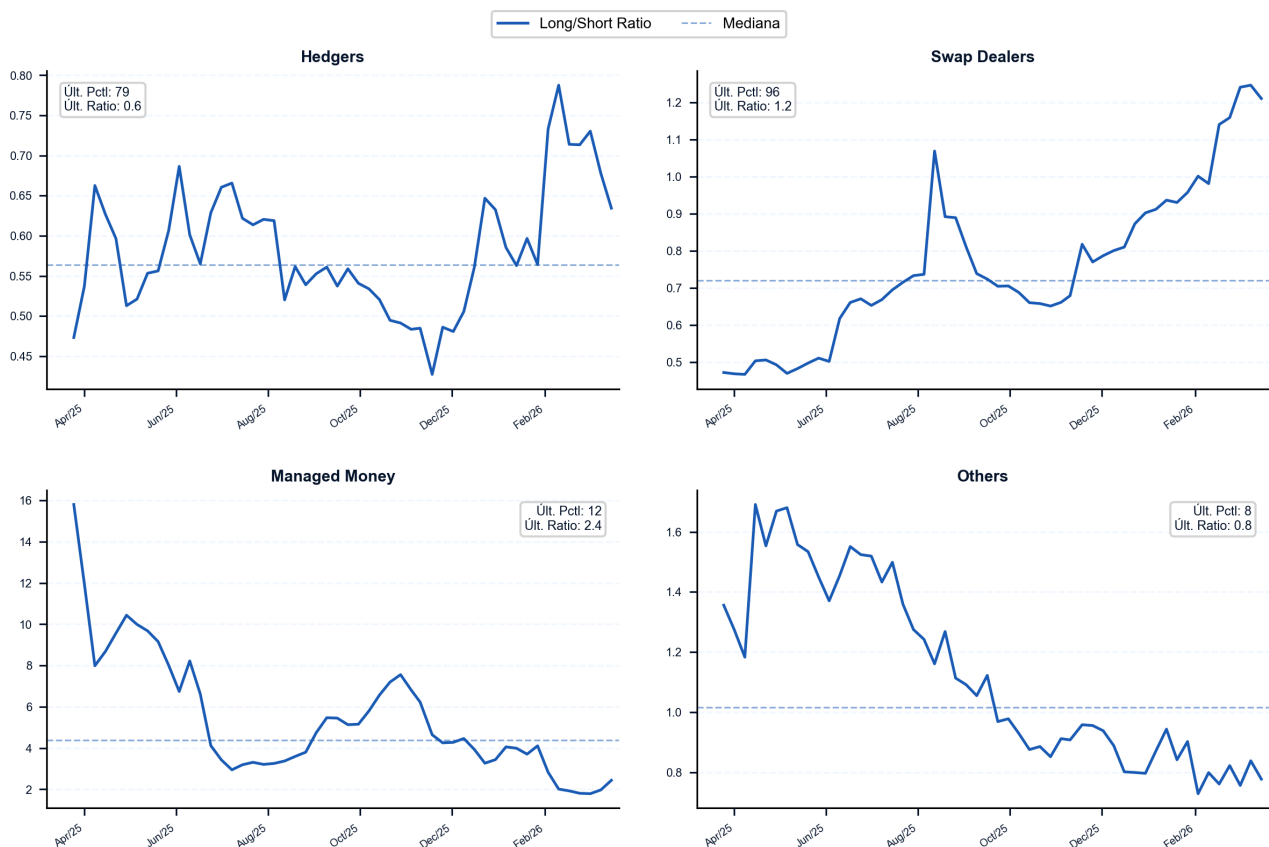 Long/Short Ratio
Mediana
Hedgers
Últ. Pctl: 79
Últ. Ratio: 0.6
0.80
0.75
0.70
0.65
0.60
0.55
0.50
0.45
Apr/25
Jun/25
Aug/25
Oct/25
Dec/25
Feb/26
Swap Dealers
Últ. Pctl: 96
Últ. Ratio: 1.2
1.2
1.1
1.0
0.9
0.8
0.7
0.6
0.5
Apr/25
Jun/25
Aug/25
Oct/25
Dec/25
Feb/26
Managed Money
Últ. Pctl: 12
Últ. Ratio: 2.4
16
14
12
10
8
6
4
2
Apr/25
Jun/25
Aug/25
Oct/25
Dec/25
Feb/26
Others
Últ. Pctl: 8
Últ. Ratio: 0.8
1.6
1.4
1.2
1.0
0.8
Apr/25
Jun/25
Aug/25
Oct/25
Dec/25
Feb/26